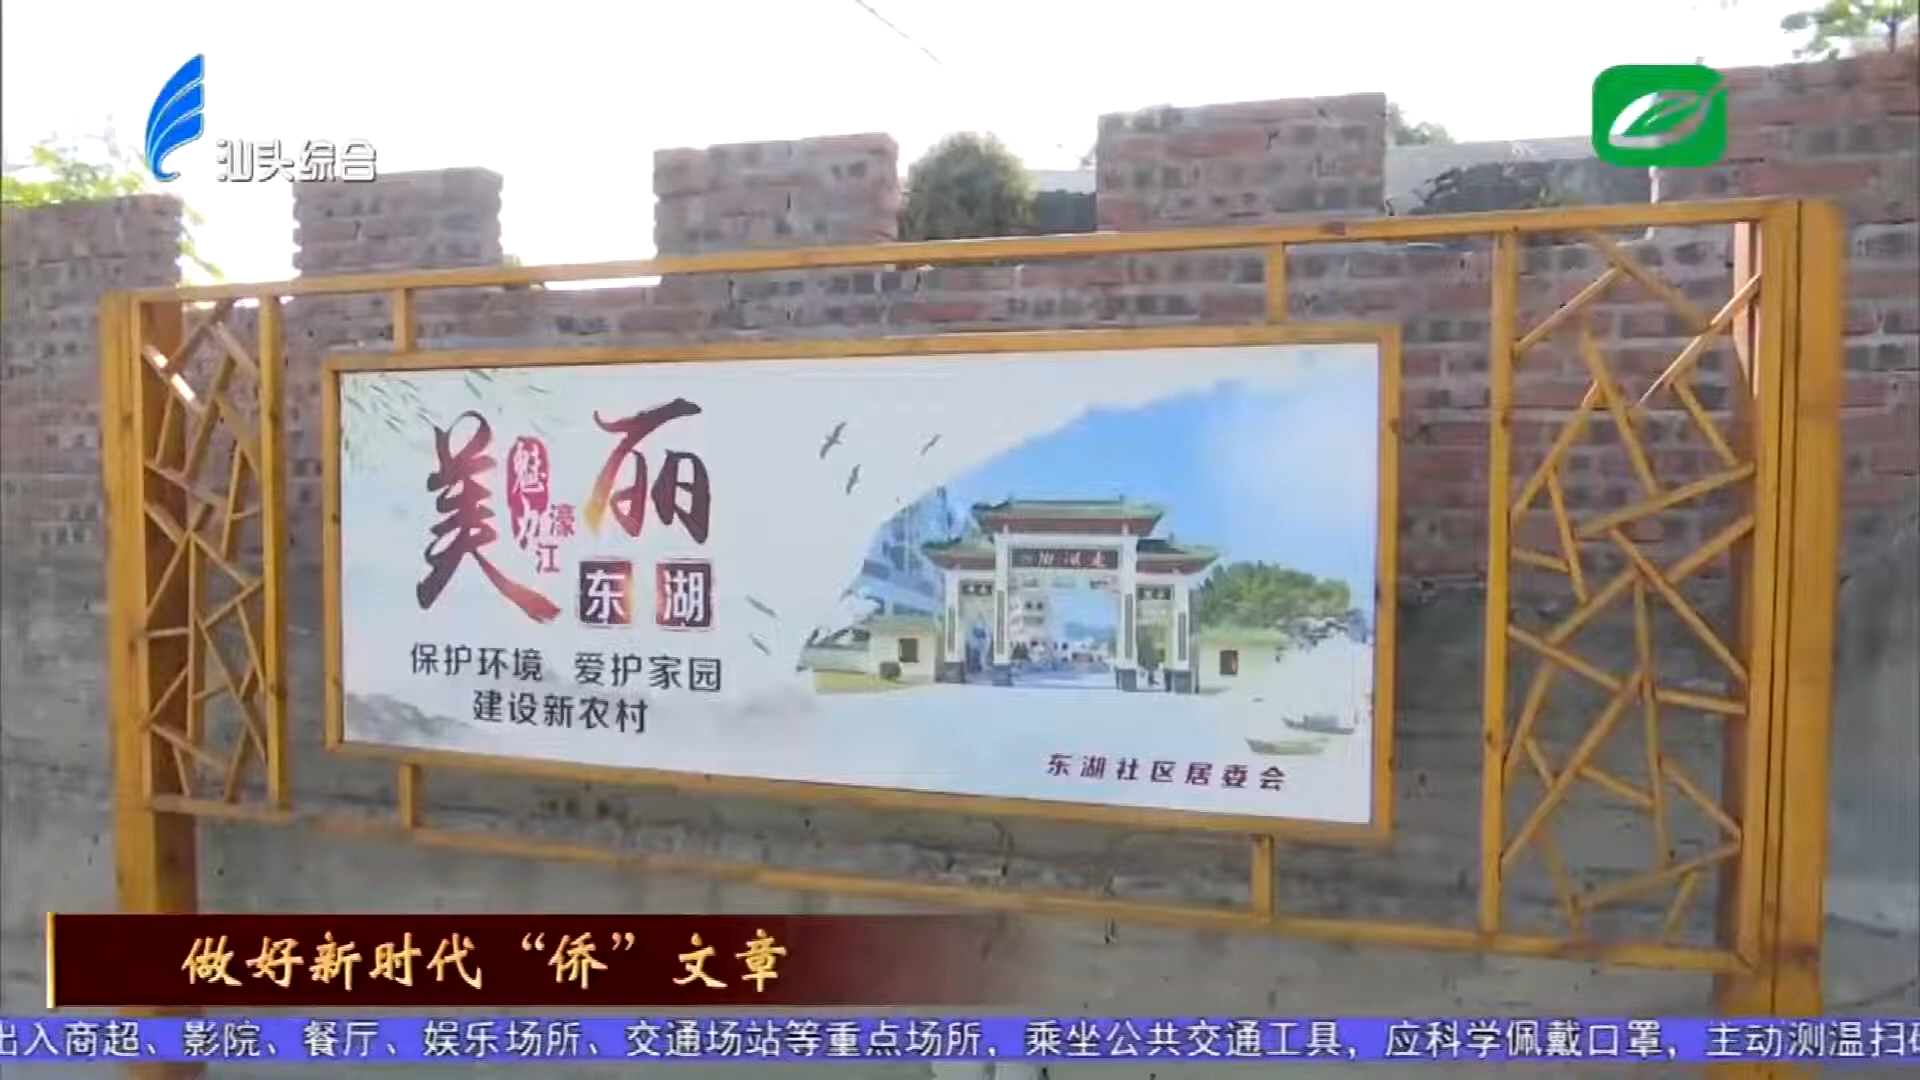 汕头综合
美丽
魅力
濠江
东湖
保护环境 爱护家园
建设新农村
东湖社区居委会
做好新时代“侨”文章
出入商超、影院、餐厅、娱乐场所、交通场站等重点场所，乘坐公共交通工具，应科学佩戴口罩，主动测温扫码